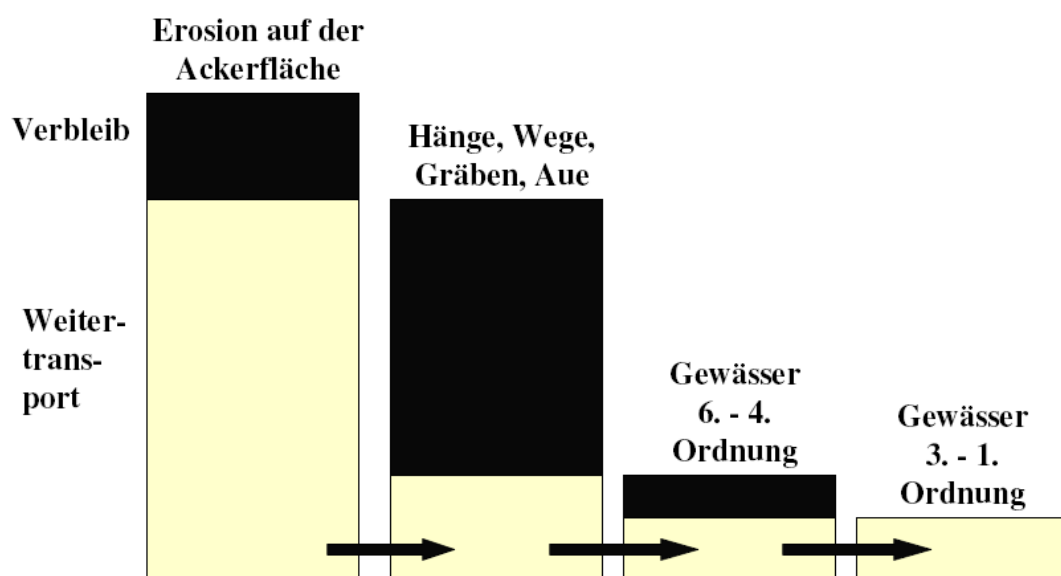 Erosion auf der
Ackerfläche
Verbleib
Hänge, Wege,
Gräben, Aue
Weiter-
trans-
port
Gewässer
6. - 4.
Ordnung
Gewässer
3. - 1.
Ordnung